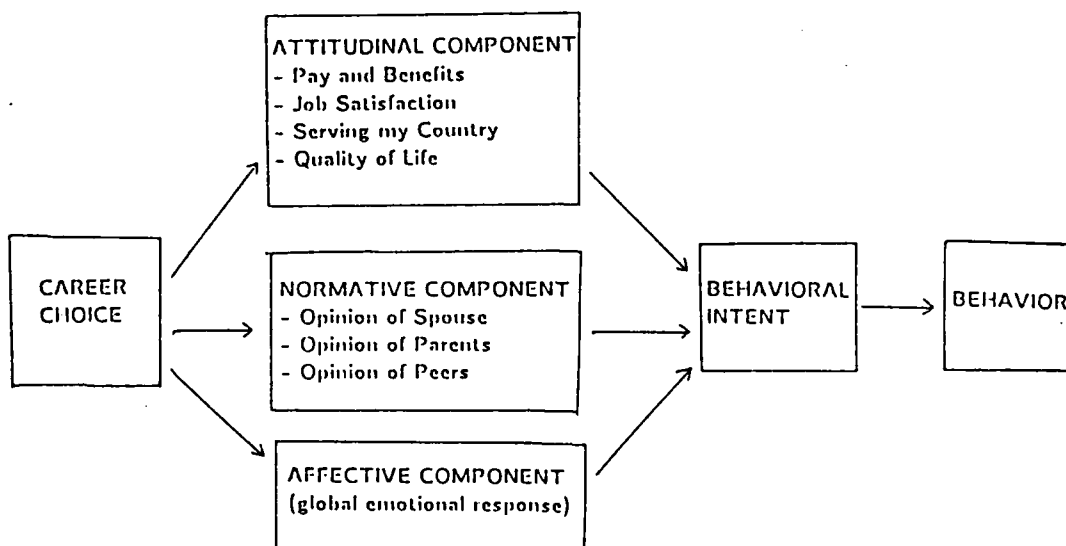 ATTITUDINAL COMPONENT
- Pay and Benefits
- Job Satisfaction
- Serving my Country
- Quality of Life
CAREER
CHOICE
NORMATIVE COMPONENT
- Opinion of Spouse
- Opinion of Parents
- Opinion of Peers
AFFECTIVE COMPONENT
(global emotional response)
BEHAVIORAL
INTENT
BEHAVIOR